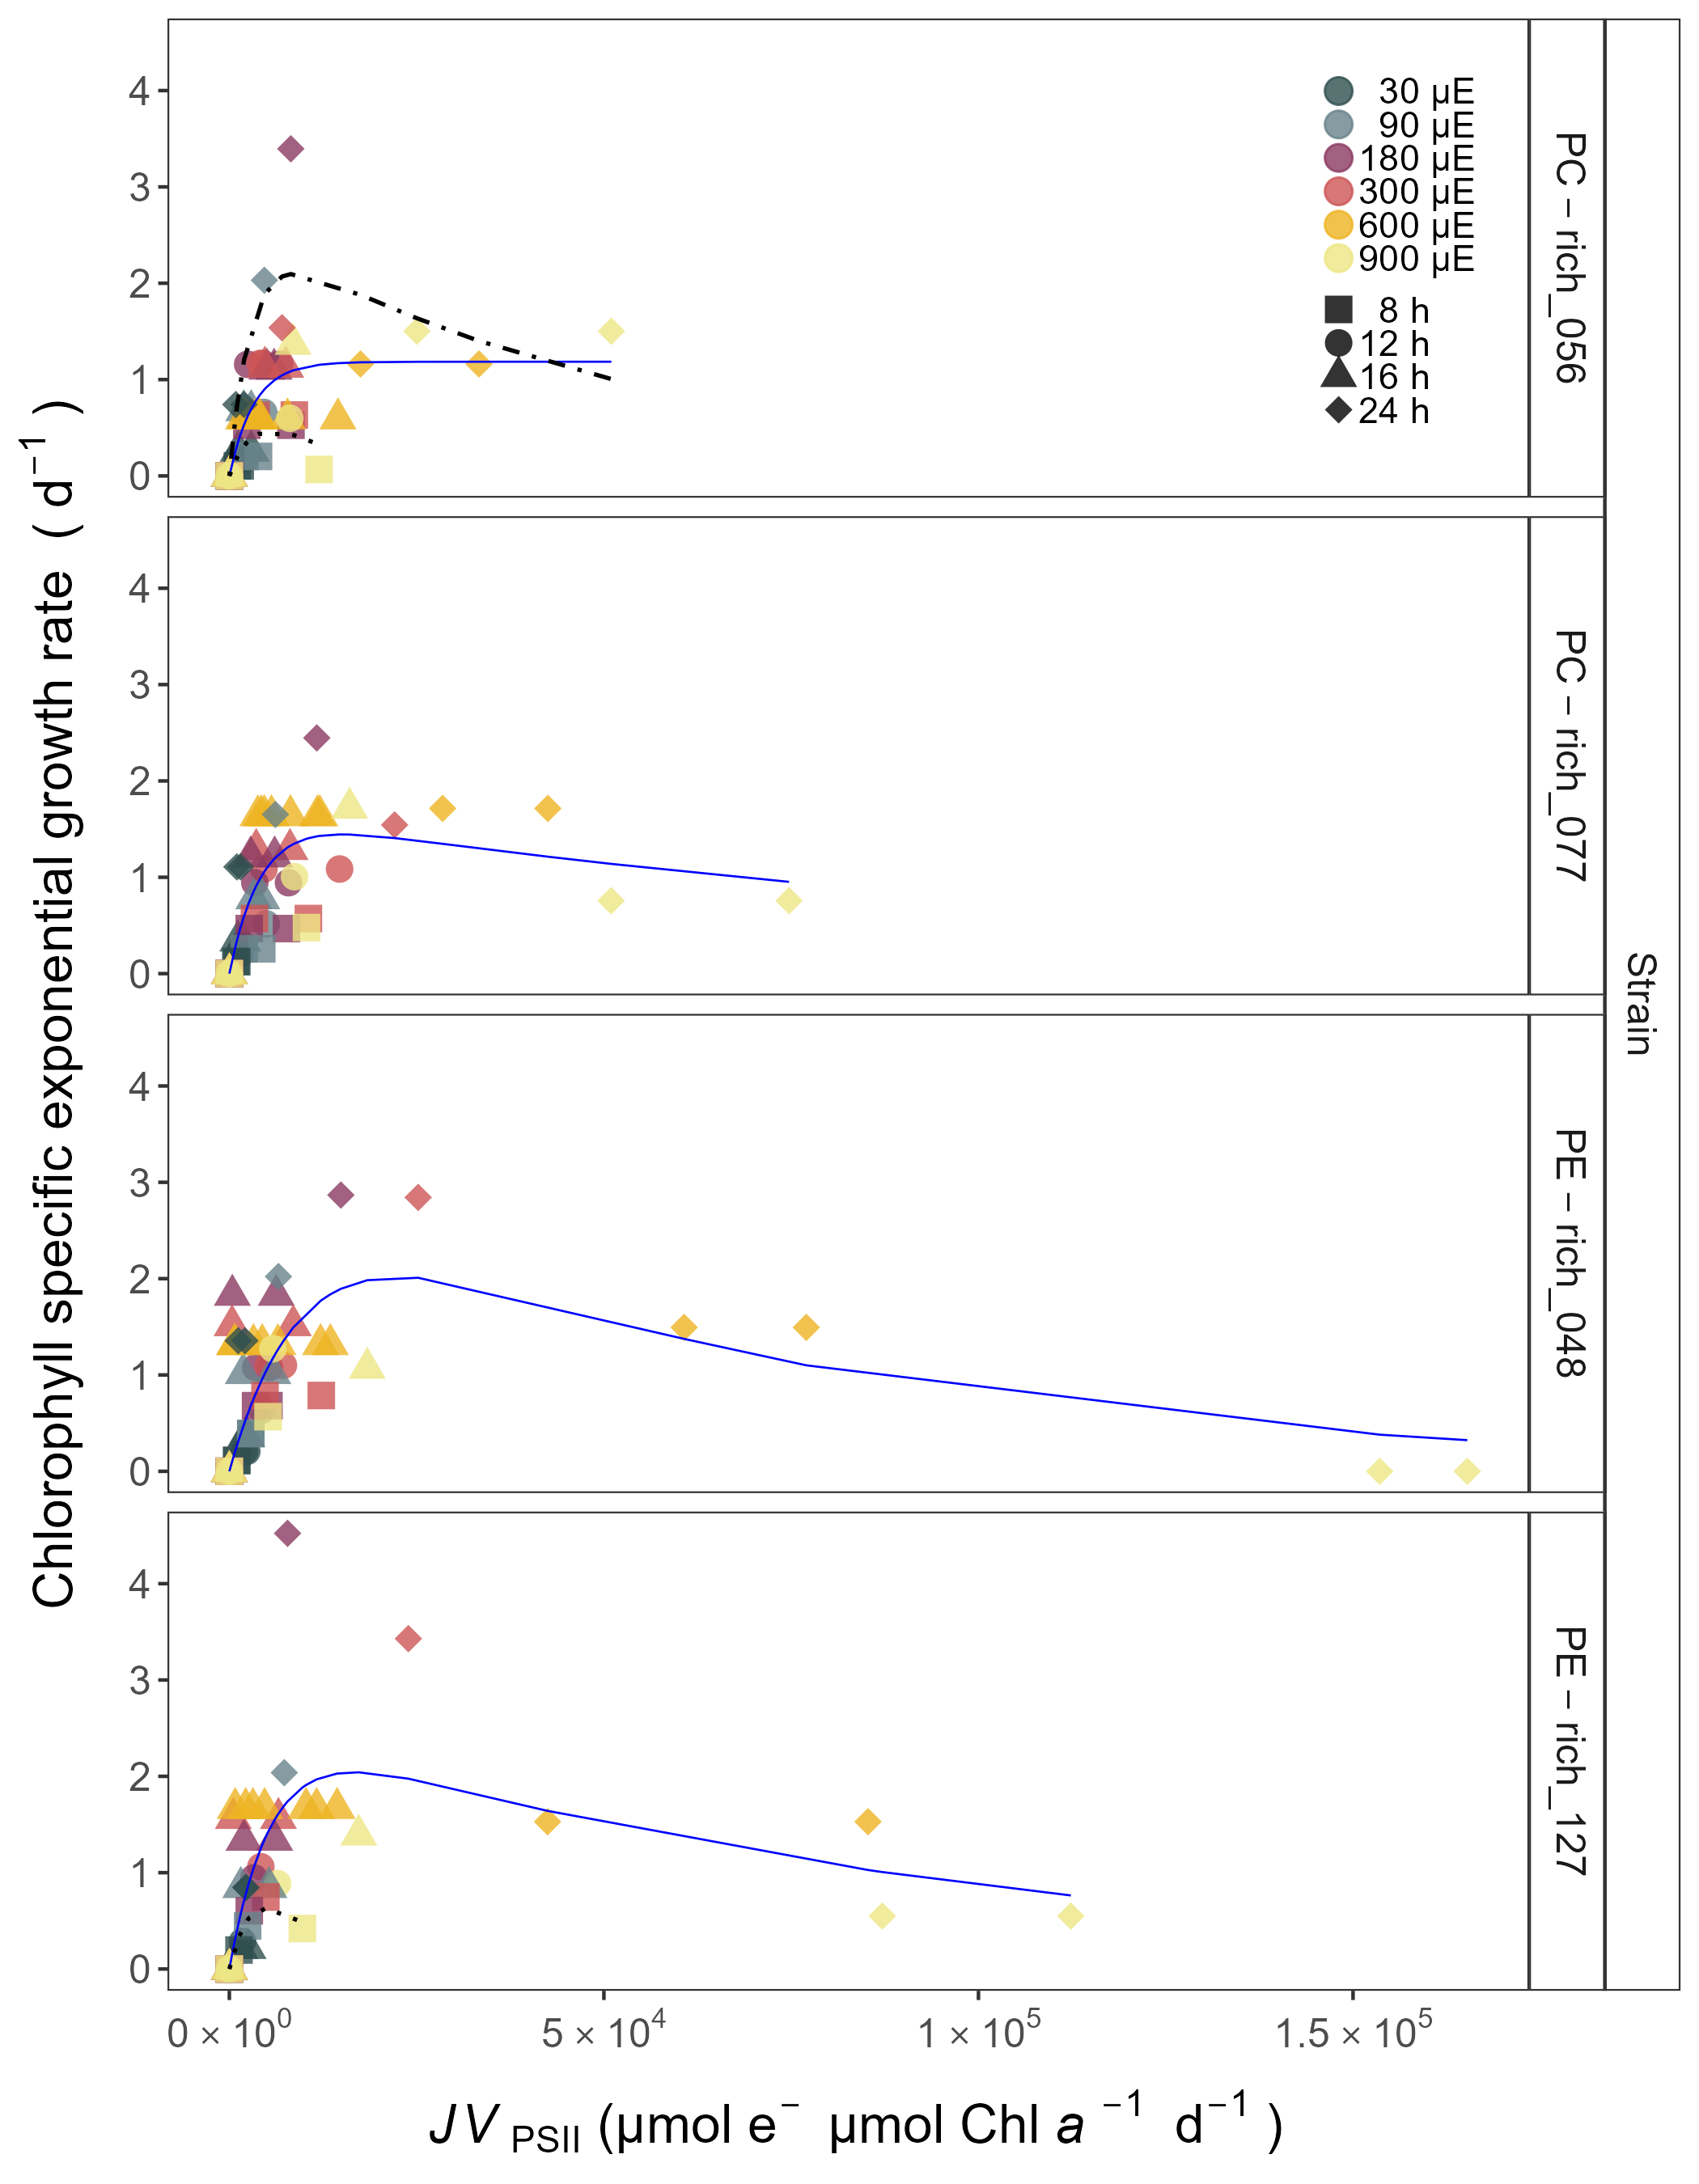 Chlorophyll specific exponential growth rate ( d⁻¹ )
4
3
2
1
0
30 µE
90 µE
180 µE
300 µE
600 µE
900 µE
8 h
12 h
16 h
24 h
PC − rich_056
4
3
2
1
0
PC − rich_077
Strain
4
3
2
1
0
PE − rich_048
4
3
2
1
0
PE − rich_127
0 × 10⁰ 5 × 10⁴ 1 × 10⁵ 1.5 × 10⁵
JV PSII (µmol e⁻ µmol Chl a ⁻¹ d⁻¹ )